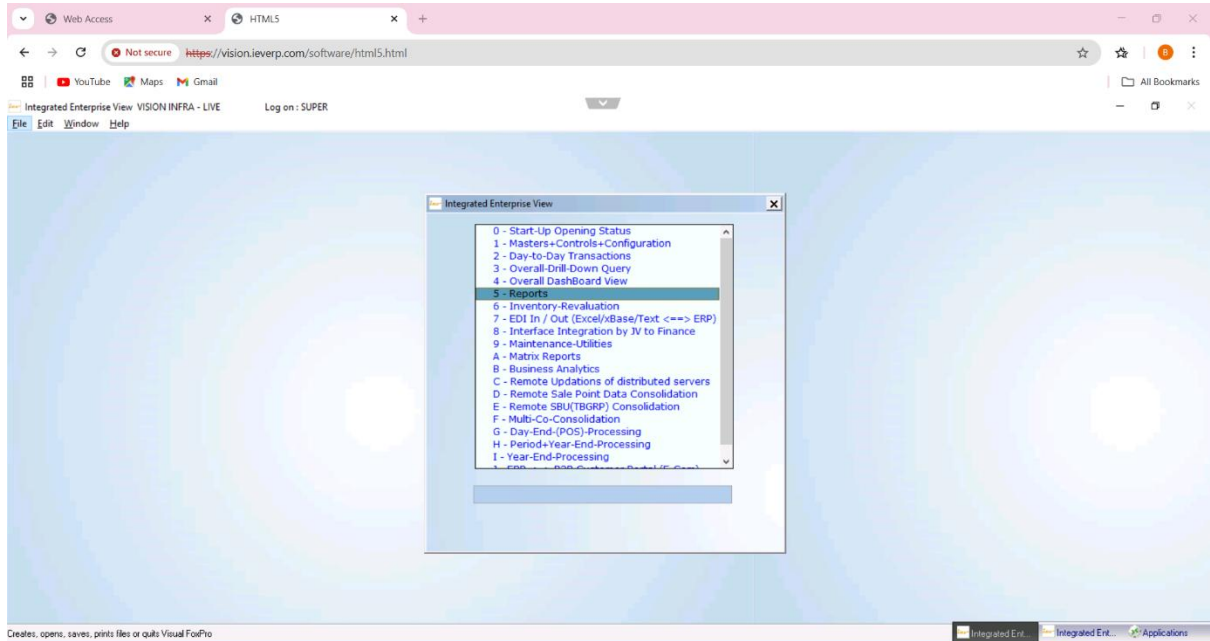 Web Access
HTML5
Not secure https://vision.ieverp.com/software/html5.html
B
YouTube Maps Gmail
All Bookmarks
Integrated Enterprise View VISION INFRA - LIVE Log on : SUPER
File Edit Window Help
Integrated Enterprise View
0 - Start-Up Opening Status
1 - Masters+Controls+Configuration
2 - Day-to-Day Transactions
3 - Overall-Drill-Down Query
4 - Overall DashBoard View
5 - Reports
6 - Inventory-Revaluation
7 - EDI In / Out (Excel/xBase/Text <==> ERP)
8 - Interface Integration by JV to Finance
9 - Maintenance-Utilities
A - Matrix Reports
B - Business Analytics
C - Remote Updations of distributed servers
D - Remote Sale Point Data Consolidation
E - Remote SBU(TBGRP) Consolidation
F - Multi-Co-Consolidation
G - Day-End-(POS)-Processing
H - Period+Year-End-Processing
I - Year-End-Processing
Creates, opens, saves, prints files or quits Visual FoxPro
Integrated Ent... Integrated Ent... Applications